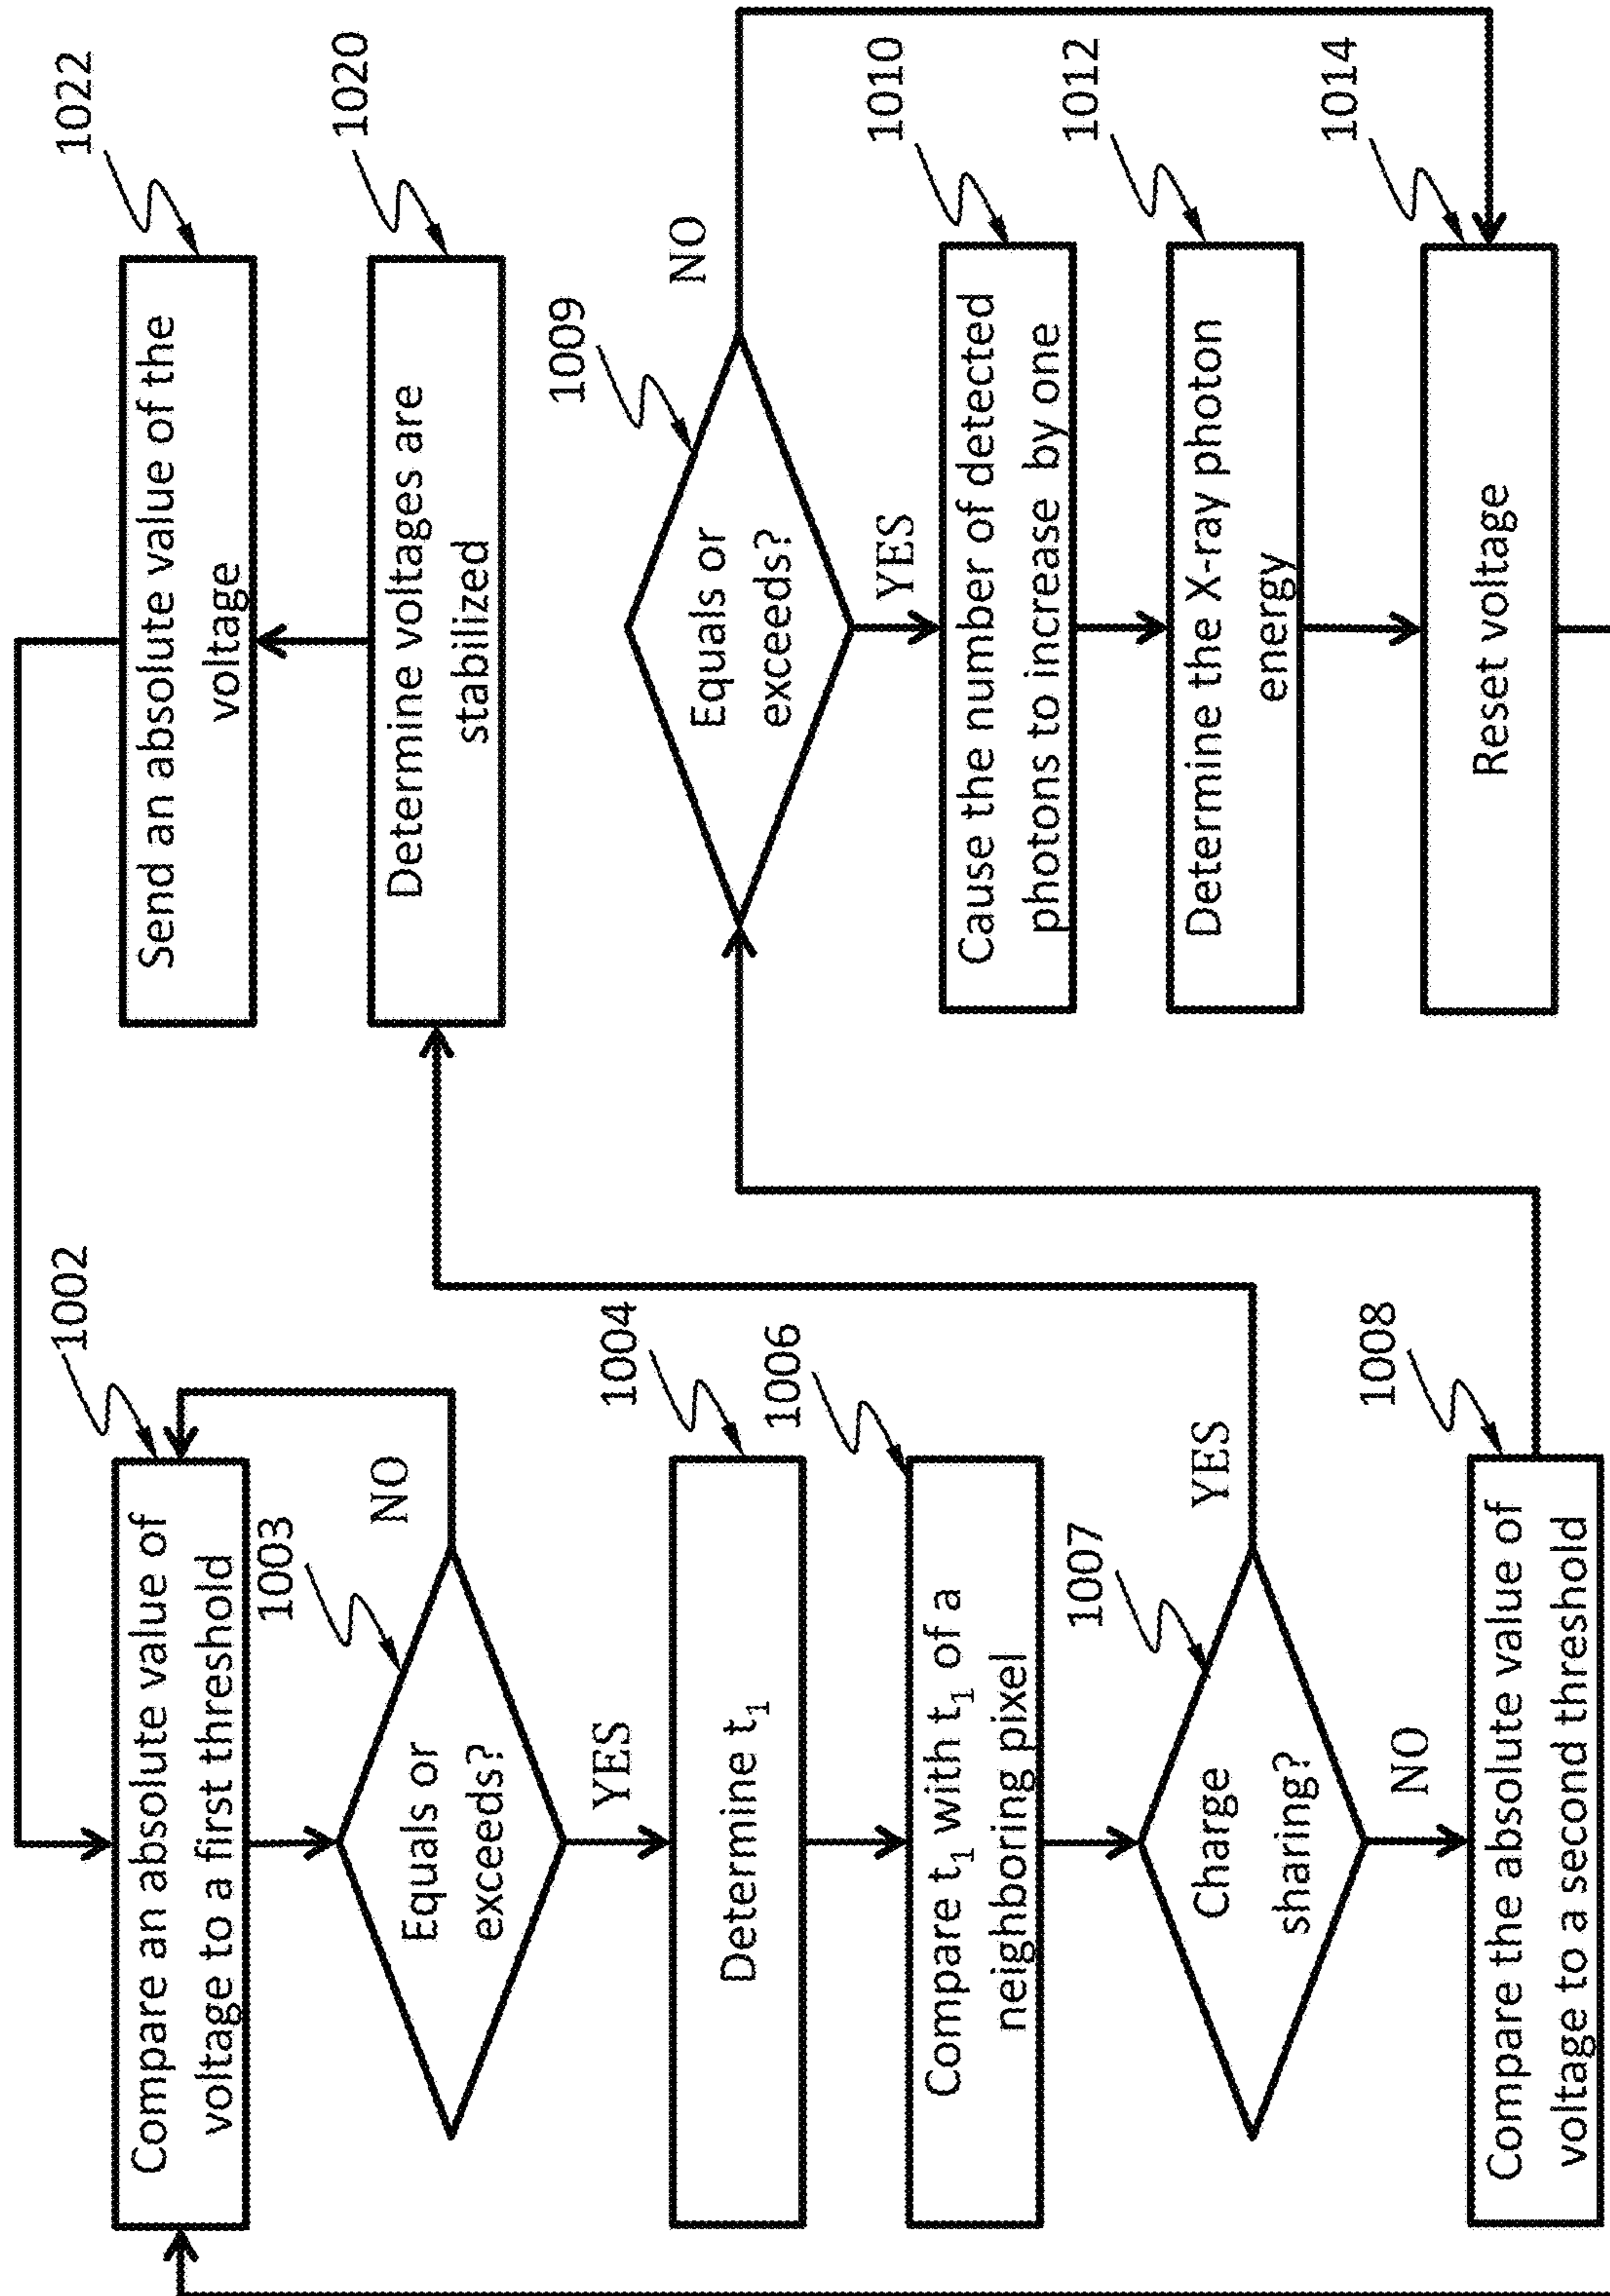 1002
Compare an absolute value of
voltage to a first threshold
1003
Equals or
exceeds?
NO
YES
1004
Determine t₁
1006
Compare t₁ with t₁ of a
neighboring pixel
1007
Charge
sharing?
YES
NO
1008
Compare the absolute value of
voltage to a second threshold
1022
Send an absolute value of the
voltage
1020
Determine voltages are
stabilized
1009
Equals or
exceeds?
NO
YES
1010
Cause the number of detected
photons to increase by one
1012
Determine the X-ray photon
energy
1014
Reset voltage